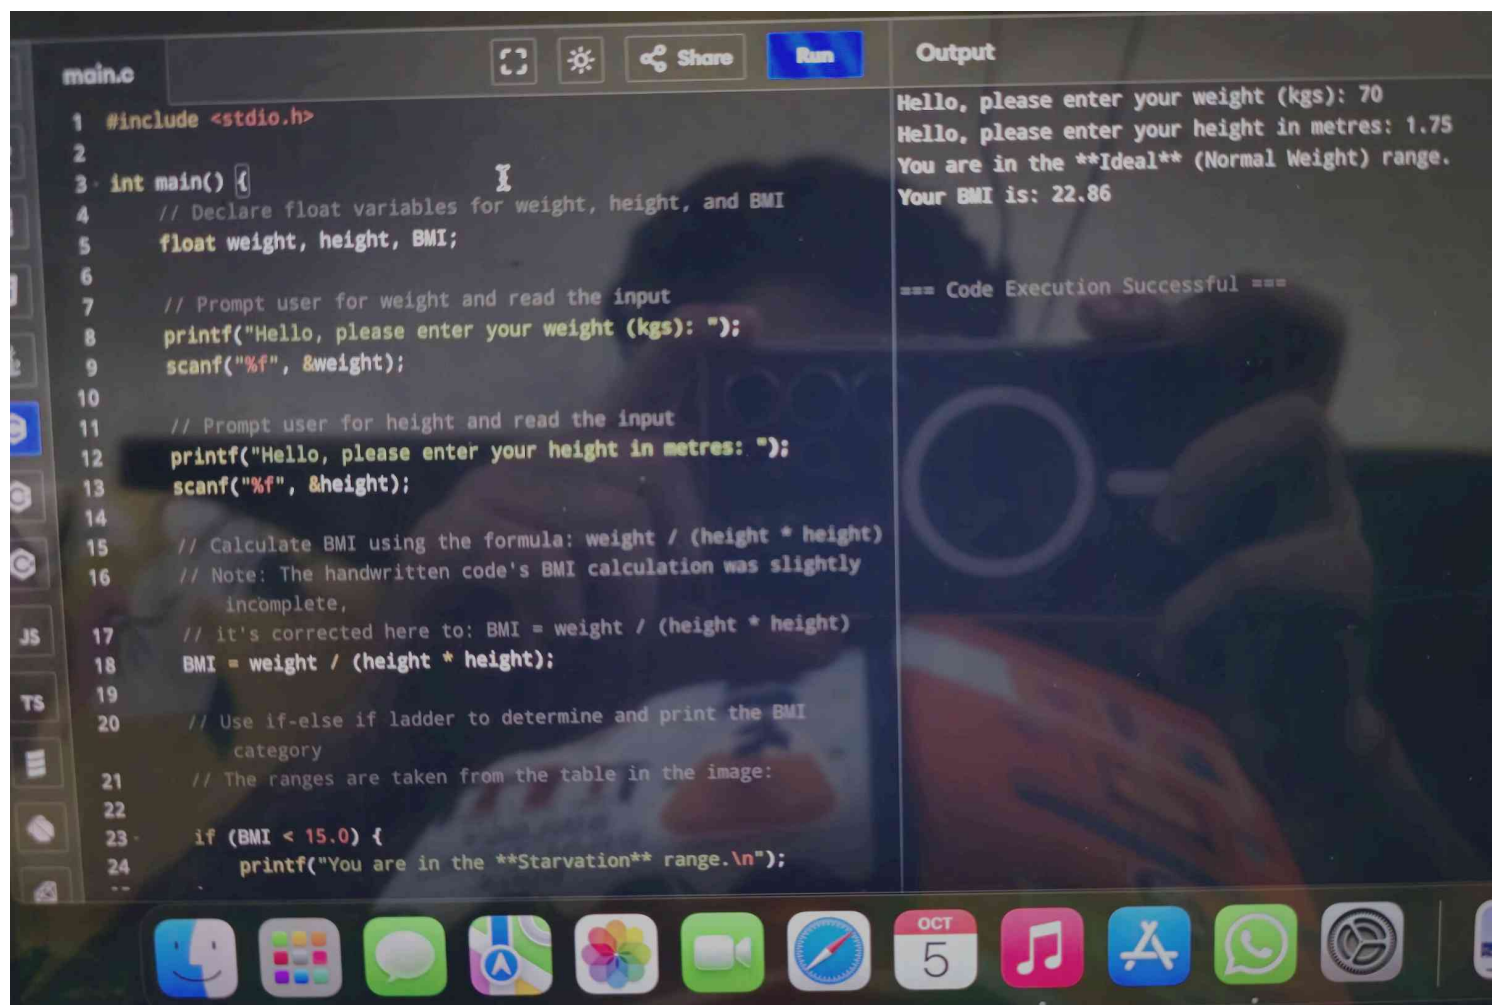 main.c
Share
Run
Output
1 #include <stdio.h>
2
3 int main() {
4 // Declare float variables for weight, height, and BMI
5 float weight, height, BMI;
6
7 // Prompt user for weight and read the input
8 printf("Hello, please enter your weight (kgs): ");
9 scanf("%f", &weight);
10
11 // Prompt user for height and read the input
12 printf("Hello, please enter your height in metres: ");
13 scanf("%f", &height);
14
15 // Calculate BMI using the formula: weight / (height * height)
16 // Note: The handwritten code's BMI calculation was slightly
incomplete,
17 // it's corrected here to: BMI = weight / (height * height)
18 BMI = weight / (height * height);
19
20 // Use if-else if ladder to determine and print the BMI
category
21 // The ranges are taken from the table in the image:
22
23 if (BMI < 15.0) {
24 printf("You are in the **Starvation** range.\n");
Hello, please enter your weight (kgs): 70
Hello, please enter your height in metres: 1.75
You are in the **Ideal** (Normal Weight) range.
Your BMI is: 22.86
=== Code Execution Successful ===
JS
TS
OCT
5